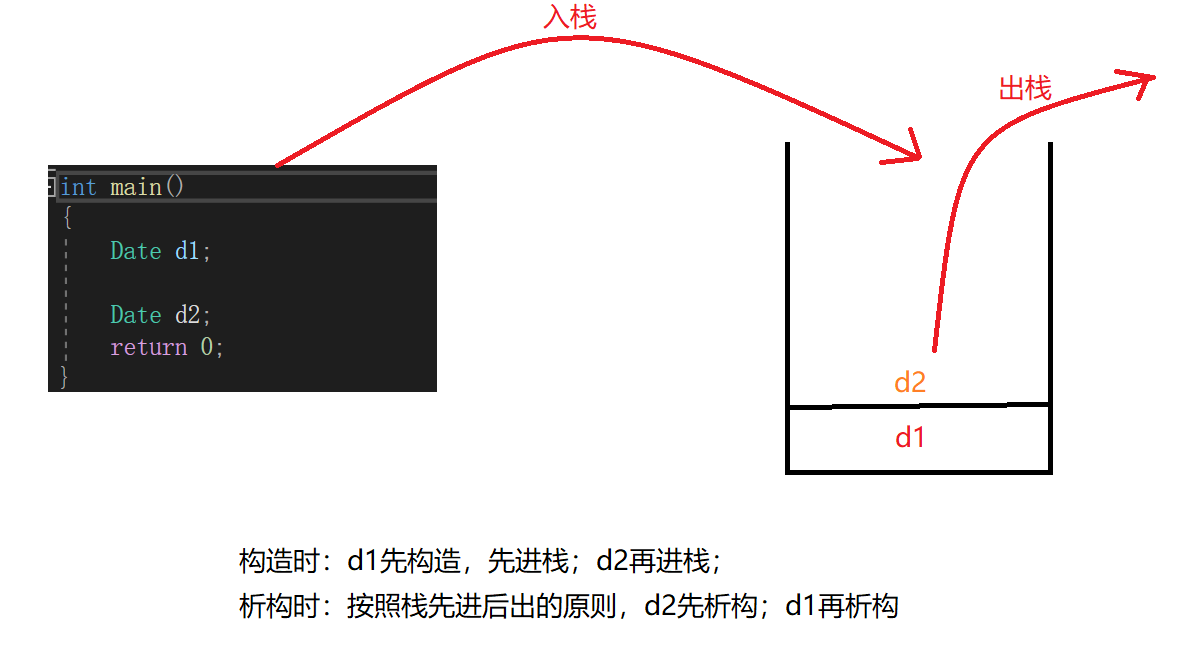 入栈
出栈
int main()
{
Date d1;
Date d2;
return 0;
}
d2
d1
构造时：d1先构造，先进栈；d2再进栈；
析构时：按照栈先进后出的原则，d2先析构；d1再析构